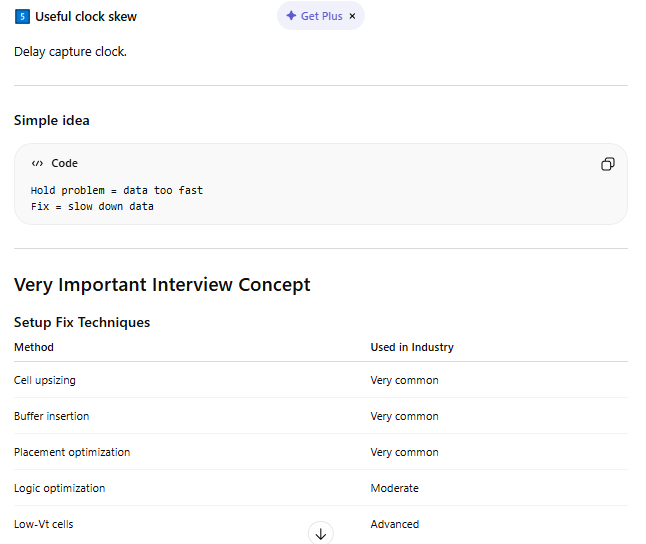 5 Useful clock skew
Get Plus ×
Delay capture clock.
Simple idea
</> Code
Hold problem = data too fast
Fix = slow down data
Very Important Interview Concept
Setup Fix Techniques
Method Used in Industry
Cell upsizing Very common
Buffer insertion Very common
Placement optimization Very common
Logic optimization Moderate
Low-Vt cells Advanced